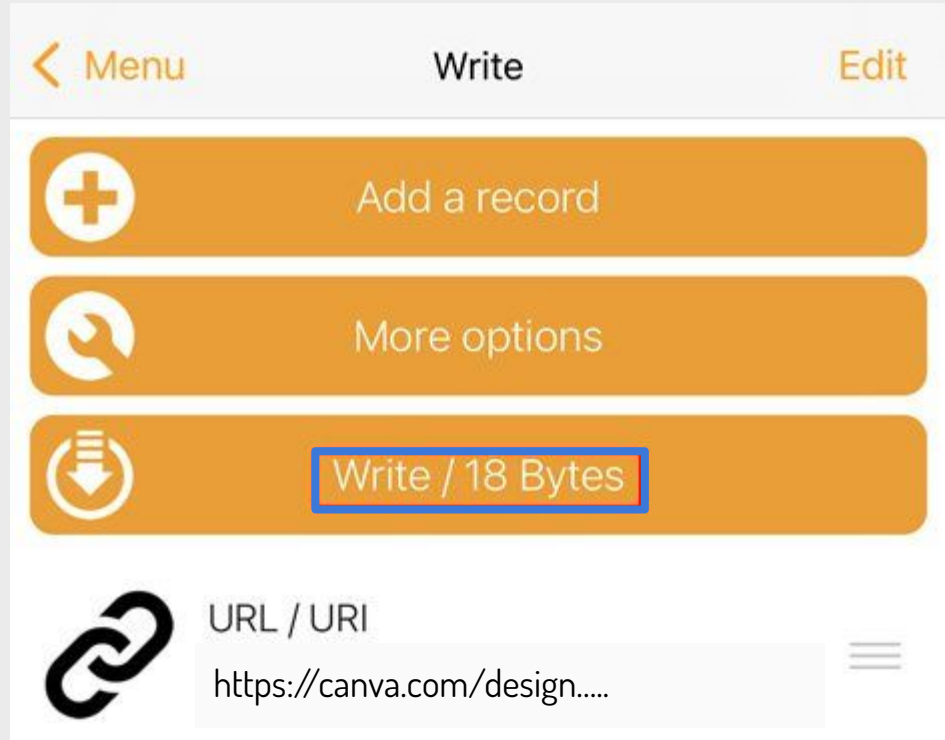 Menu Write Edit
Add a record
More options
Write / 18 Bytes
URL / URI
https://canva.com/design.....